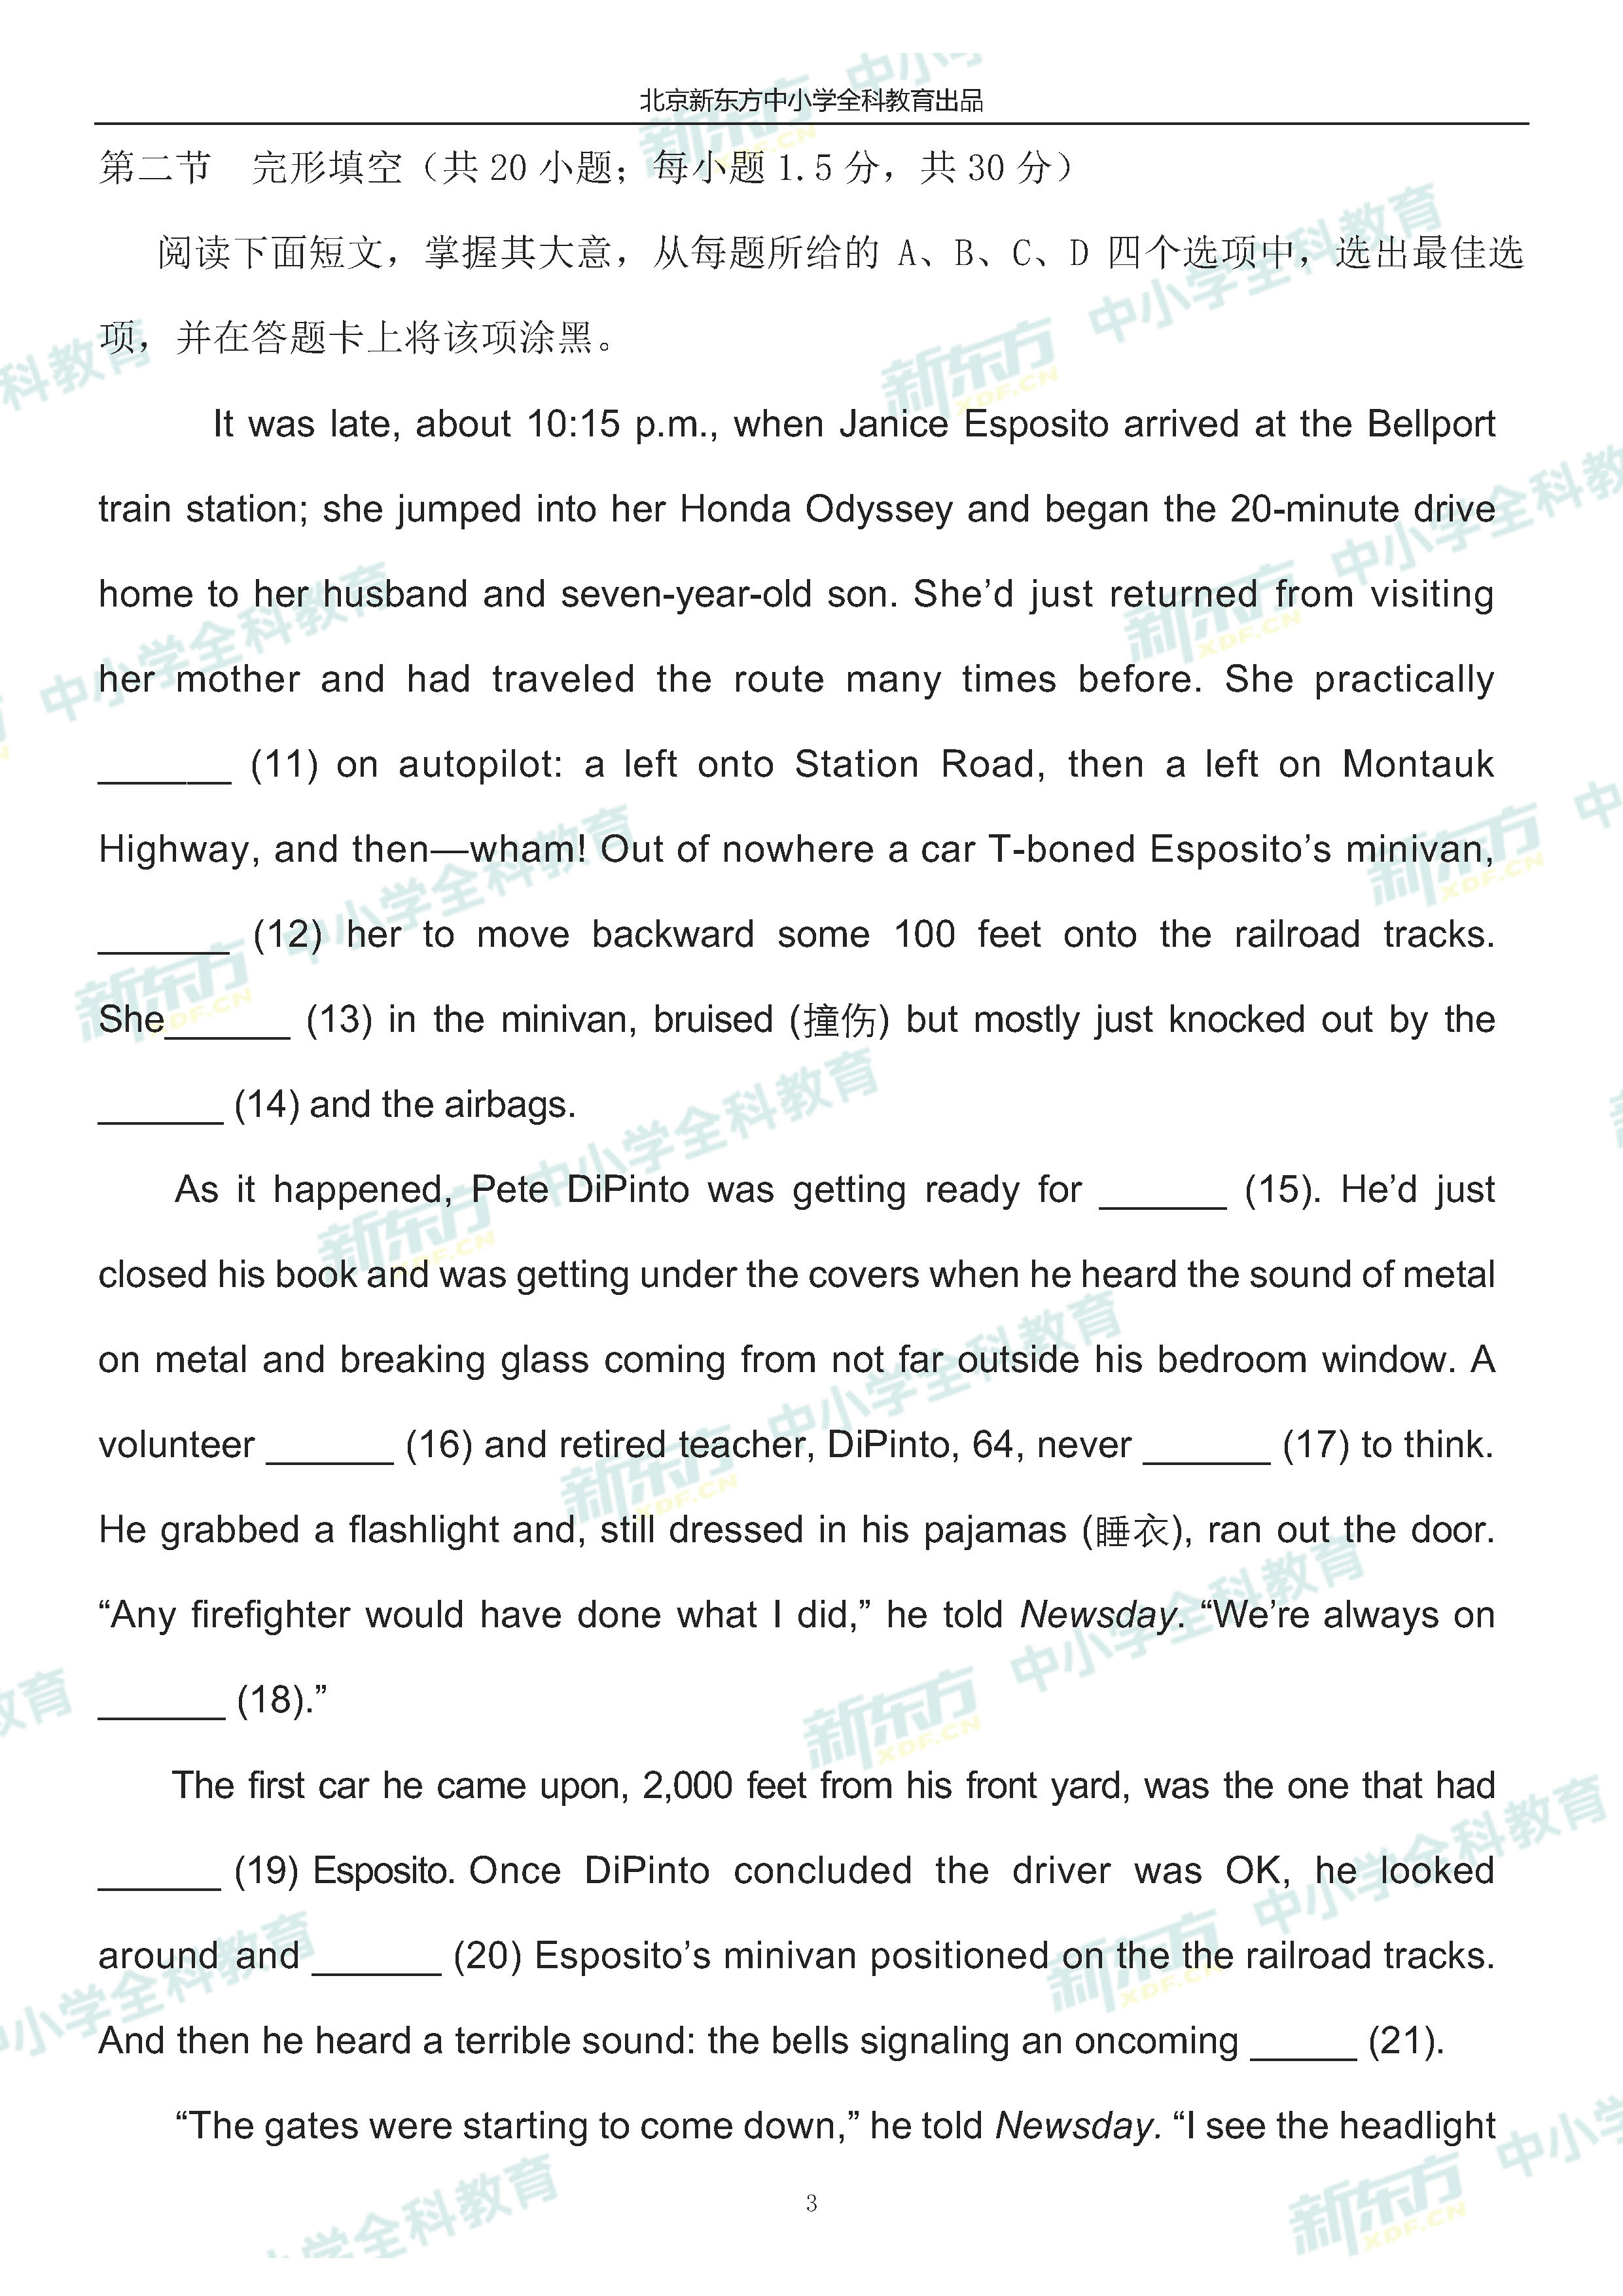 北京新东方中小学全科教育出品
第二节 完形填空（共 20 小题；每小题 1.5 分，共 30 分）
阅读下面短文，掌握其大意，从每题所给的 A、B、C、D 四个选项中，选出最佳选
项，并在答题卡上将该项涂黑。
It was late, about 10:15 p.m., when Janice Esposito arrived at the Bellport
train station; she jumped into her Honda Odyssey and began the 20-minute drive
home to her husband and seven-year-old son. She’d just returned from visiting
her mother and had traveled the route many times before. She practically
______ (11) on autopilot: a left onto Station Road, then a left on Montauk
Highway, and then—wham! Out of nowhere a car T-boned Esposito’s minivan,
______ (12) her to move backward some 100 feet onto the railroad tracks.
She______ (13) in the minivan, bruised (撞伤) but mostly just knocked out by the
______ (14) and the airbags.
As it happened, Pete DiPinto was getting ready for ______ (15). He’d just
closed his book and was getting under the covers when he heard the sound of metal
on metal and breaking glass coming from not far outside his bedroom window. A
volunteer ______ (16) and retired teacher, DiPinto, 64, never ______ (17) to think.
He grabbed a flashlight and, still dressed in his pajamas (睡衣), ran out the door.
“Any firefighter would have done what I did,” he told Newsday. “We’re always on
______ (18).”
The first car he came upon, 2,000 feet from his front yard, was the one that had
______ (19) Esposito. Once DiPinto concluded the driver was OK, he looked
around and ______ (20) Esposito’s minivan positioned on the the railroad tracks.
And then he heard a terrible sound: the bells signaling an oncoming _____ (21).
“The gates were starting to come down,” he told Newsday. “I see the headlight
3